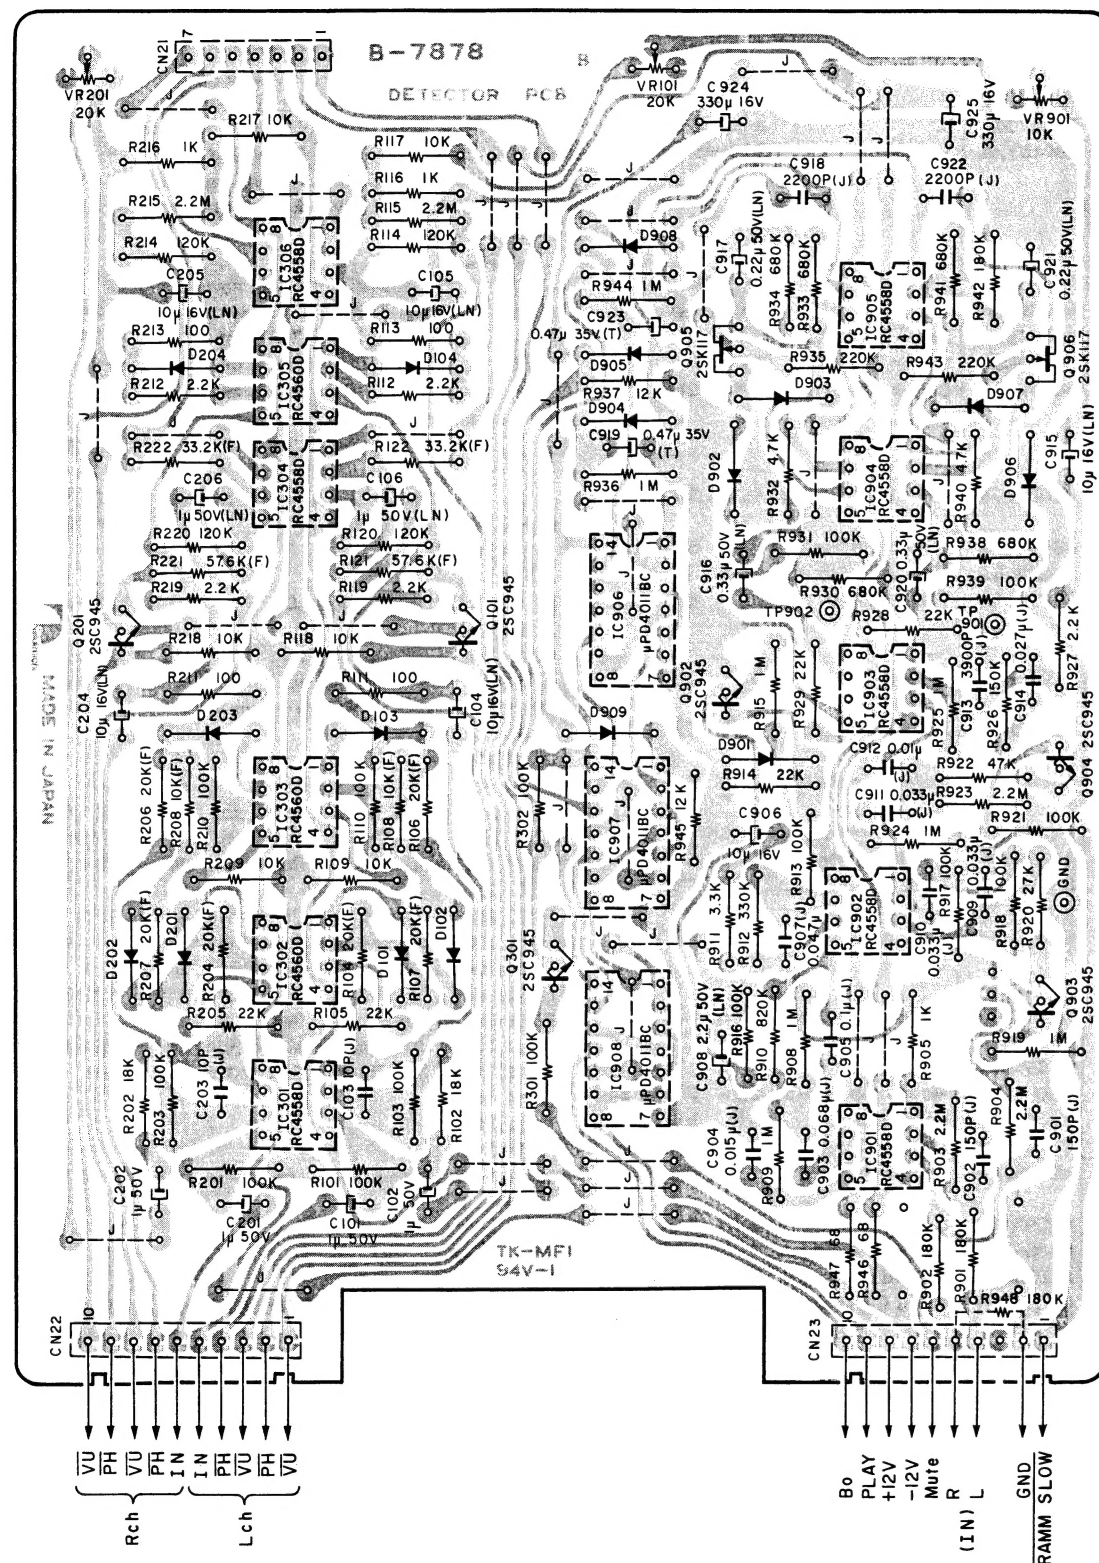 CN21
7
1
B-7878
B
DETECTOR PCB
VR201
20K
J
R217 10K
R216 1K
R215 2.2M
R214 120K
C205
10μ16V(LN)
R213 100
D204
R212 2.2K
R222 33.2K(F)
C206
1μ 50V(LN)
R220 120K
R221 57.6K(F)
R219 2.2K
Q201
2SC945
R218 10K
R211 100
C204
10μ16V(LN)
D203
MADE IN JAPAN
R117 10K
R116 1K
R115 2.2M
R114 120K
C105
10μ16V(LN)
R113 100
D104
R112 2.2K
R122 33.2K(F)
C106
1μ 50V(LN)
R120 120K
R121 57.6K(F)
R119 2.2K
Q101
2SC945
R118 10K
R111 100
C104
10μ16V(LN)
D103
IC306
RC4558D
IC305
RC4560D
IC304
RC4558D
IC303
RC4560D
IC302
RC4560D
IC301
RC4558D
R206 20K(F)
R208 10K(F)
R210 100K
R110 100K
R108 10K(F)
R106 20K(F)
R209 10K
R109 10K
D202
R207 20K(F)
D201
R204 20K(F)
R104 20K(F)
D101
R107 20K(F)
D102
R205 22K
R105 22K
R202 18K
R203 100K
C203 10P(J)
C103 10P(J)
R103 100K
R102 18K
C202
1μ 50V
R201 100K
R101 100K
C102
1μ 50V
C201
1μ 50V
C101
1μ 50V
VR101
20K
C924
330μ 16V
C925
330μ 16V
VR901
10K
C918
2200P(J)
C922
2200P(J)
D908
R944 1M
C923
0.47μ 35V(T)
D905
R937 12K
D904
C919 0.47μ 35V
(T)
R936 1M
C917
0.22μ 50V(LN)
R934 680K
R933 680K
IC905
RC4558D
R941 680K
R942 180K
C921
0.22μ 50V(LN)
Q905
2SK117
R935 220K
R943 220K
Q906
2SK117
D903
D907
D902
R932 4.7K
IC904
RC4558D
R940 4.7K
D906
C915
10μ 16V(LN)
IC906
μPD4011BC
C916
0.33μ 50V(LN)
R931 100K
R930 680K
C920 0.33μ
50V
(LN)
R938 680K
R939 100K
TP902
R928 22K
TP
901
Q902
2SC945
R915 1M
R929 22K
IC903
RC4558D
R925 1M
C913 3900P(J)
R926 150K
C914 0.027μ(J)
R927 2.2K
D909
D901
R914 22K
C912 0.01μ
(J)
C911 0.033μ
(J)
R922 47K
R923 2.2M
Q904 2SC945
R924 1M
R921 100K
R302 100K
IC907
μPD4011BC
R945 12K
C906
10μ 16V
R913 100K
R911 3.3K
R912 330K
C907(J)
0.047μ
IC902
RC4558D
C910
0.033μ
(J)
R917 100K
C909 0.033μ
(J)
R918 100K
R920 27K
GND
Q301
2SC945
Q903
2SC945
R301 100K
IC908
μPD4011BC
C908 2.2μ 50V
(LN)
R916 100K
R910 820K
R908 1M
C905 0.1μ(J)
R905 1K
R919 1M
C904
0.015μ(J)
R909 1M
C903 0.068μ(J)
IC901
RC4558D
R903 2.2M
C902 150P(J)
R904
2.2M
C901
150P(J)
R947 68
R946 68
R902 180K
R901 180K
R948 180K
TK-MF1
94V-1
CN22
10
1
CN23
10
1
VU
PH
VU
PH
IN
IN
PH
VU
PH
VU
Rch
Lch
Bo
PLAY
+12V
-12V
Mute
R
L
(IN)
GND
RAMM SLOW